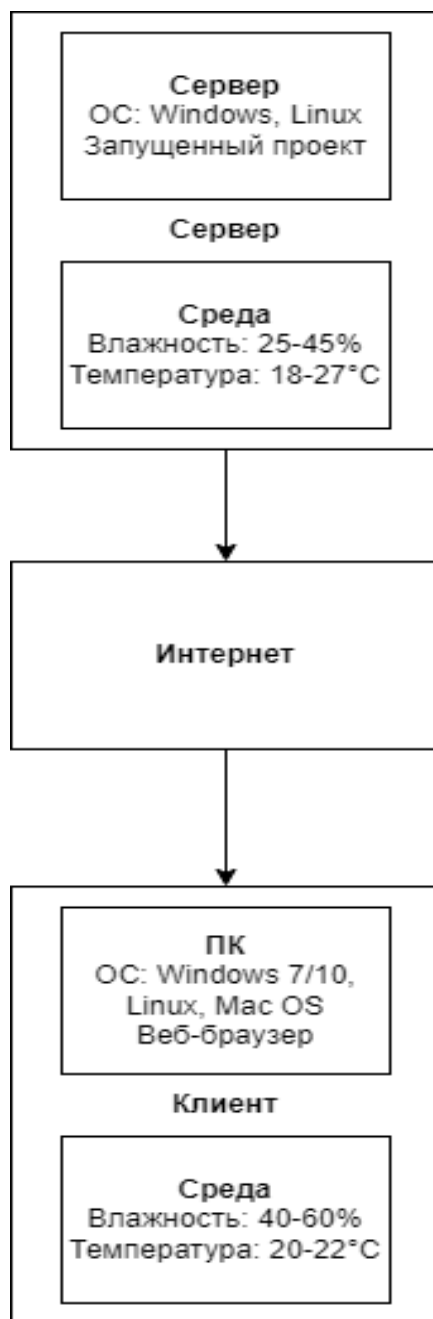 Сервер
ОС: Windows, Linux
Запущенный проект
Сервер
Среда
Влажность: 25-45%
Температура: 18-27°C
Интернет
ПК
ОС: Windows 7/10,
Linux, Mac OS
Веб-браузер
Клиент
Среда
Влажность: 40-60%
Температура: 20-22°C